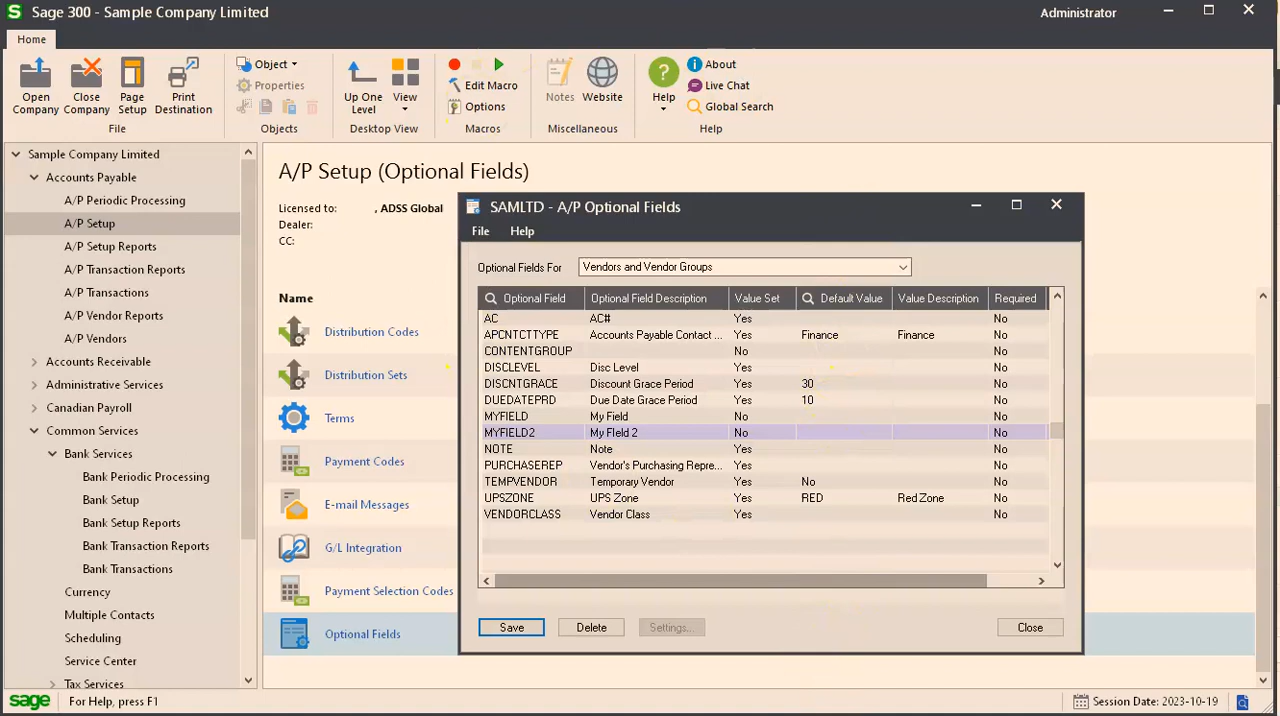 Sage 300 - Sample Company Limited
Administrator
Home
Open Company
Close Company
Page Setup
Print Destination
File
Object
Properties
Objects
Up One Level
View
Desktop View
Edit Macro
Options
Macros
Notes
Website
Miscellaneous
Help
About
Live Chat
Global Search
Help
Sample Company Limited
Accounts Payable
A/P Periodic Processing
A/P Setup
A/P Setup Reports
A/P Transaction Reports
A/P Transactions
A/P Vendor Reports
A/P Vendors
Accounts Receivable
Administrative Services
Canadian Payroll
Common Services
Bank Services
Bank Periodic Processing
Bank Setup
Bank Setup Reports
Bank Transaction Reports
Bank Transactions
Currency
Multiple Contacts
Scheduling
Service Center
Tax Services
A/P Setup (Optional Fields)
Licensed to: , ADSS Global
Dealer:
CC:
Name
Distribution Codes
Distribution Sets
Terms
Payment Codes
E-mail Messages
G/L Integration
Payment Selection Codes
Optional Fields
SAMLTD - A/P Optional Fields
File Help
Optional Fields For Vendors and Vendor Groups
Optional Field Optional Field Description Value Set Default Value Value Description Required
AC AC# Yes No
APCNTCTTYPE Accounts Payable Contact ... Yes Finance Finance No
CONTENTGROUP No No
DISCLEVEL Disc Level Yes No
DISCNTGRACE Discount Grace Period Yes 30 No
DUEDATEPRD Due Date Grace Period Yes 10 No
MYFIELD My Field No No
MYFIELD2 My FIeld 2 No No
NOTE Note Yes No
PURCHASEREP Vendor's Purchasing Repre... Yes No
TEMPVENDOR Temporary Vendor Yes No No
UPSZONE UPS Zone Yes RED Red Zone No
VENDORCLASS Vendor Class Yes No
Save Delete Settings... Close
sage For Help, press F1
Session Date: 2023-10-19